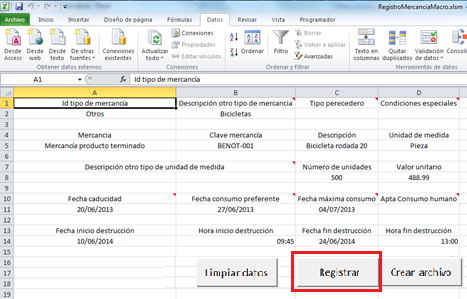 RegistroMercanciaMacro.xlsm
Archivo Inicio Insertar Diseño de página Fórmulas Datos Revisar Vista Programador
Desde Access Desde web Desde texto De otras fuentes Conexiones existentes Actualizar todo Conexiones Propiedades Editar vínculos Ordenar Filtro Borrar Volver a aplicar Avanzadas Texto en columnas Quitar duplicados Validación de datos Consolidar
Obtener datos externos Conexiones Ordenar y filtrar Herramientas de datos
A1 fx Id tipo de mercancía
A B C D
1 Id tipo de mercancía Descripción otro tipo de mercancia Tipo perecedero Condiciones especiales
2 Otros Bicicletas
3
4 Mercancia Clave mercancía Descripción Unidad de medida
5 Mercancía producto terminado BENOT-001 Bicicleta rodada 20 Pieza
6
7 Descripción otro tipo de unidad de medida Número de unidades Valor unitario
8 500 488.99
9
10 Fecha caducidad Fecha consumo preferente Fecha máxima consumo Apta Consumo humano
11 20/06/2013 27/06/2013 04/07/2013
12
13 Fecha inicio destrucción Hora inicio destrucción Fecha fin destrucción Hora fin destrucción
14 10/06/2014 09:45 24/06/2014 13:00
15
16 Limpiar datos Registrar Crear archivo
17
18